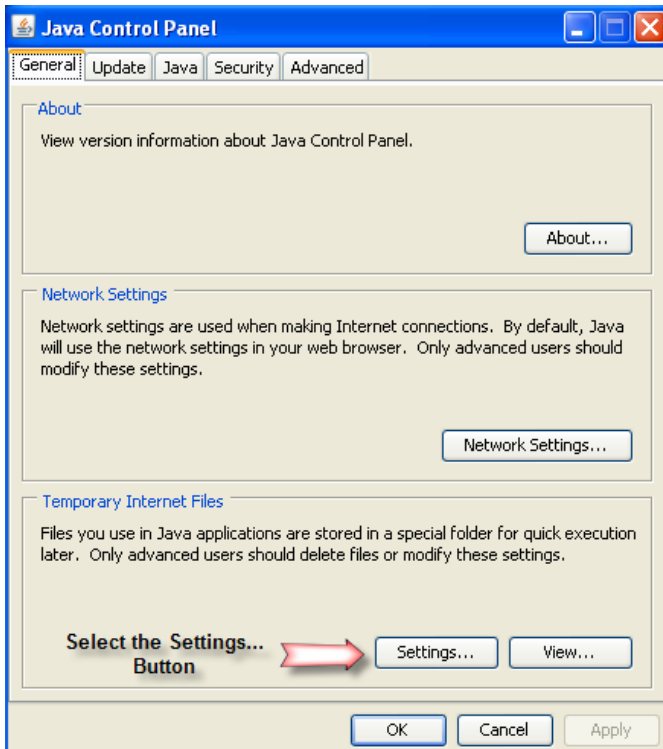 Java Control Panel
General Update Java Security Advanced
About
View version information about Java Control Panel.
About...
Network Settings
Network settings are used when making Internet connections. By default, Java
will use the network settings in your web browser. Only advanced users should
modify these settings.
Network Settings...
Temporary Internet Files
Files you use in Java applications are stored in a special folder for quick execution
later. Only advanced users should delete files or modify these settings.
Select the Settings...
Button
Settings... View...
OK Cancel Apply